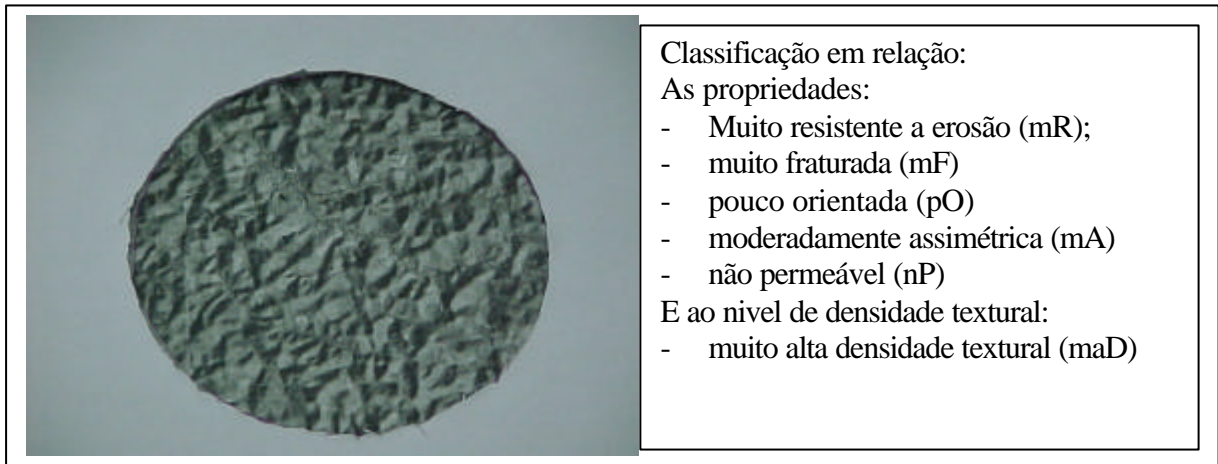 Classificação em relação:
As propriedades:
- Muito resistente a erosão (mR);
- muito fraturada (mF)
- pouco orientada (pO)
- moderadamente assimétrica (mA)
- não permeável (nP)
E ao nivel de densidade textural:
- muito alta densidade textural (maD)